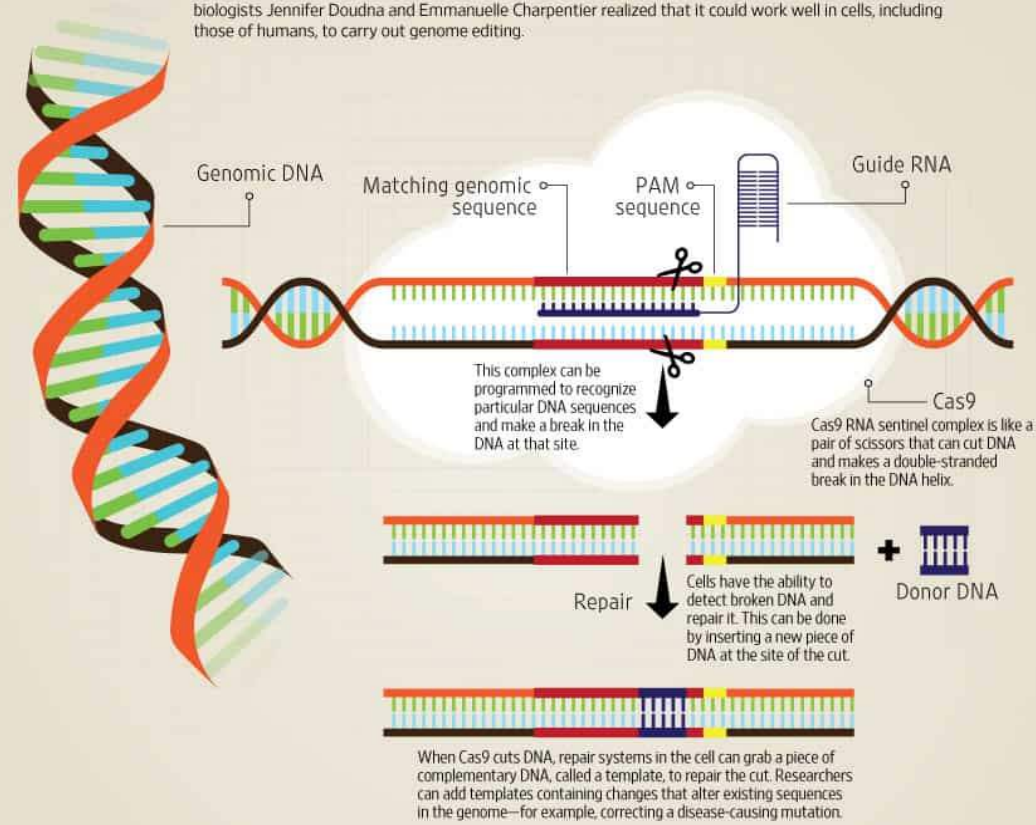 biologists Jennifer Doudna and Emmanuelle Charpentier realized that it could work well in cells, including
those of humans, to carry out genome editing.
Genomic DNA
Matching genomic
sequence
PAM
sequence
Guide RNA
This complex can be
programmed to recognize
particular DNA sequences
and make a break in the
DNA at that site.
Cas9
Cas9 RNA sentinel complex is like a
pair of scissors that can cut DNA
and makes a double-stranded
break in the DNA helix.
Donor DNA
Repair
Cells have the ability to
detect broken DNA and
repair it. This can be done
by inserting a new piece of
DNA at the site of the cut.
When Cas9 cuts DNA, repair systems in the cell can grab a piece of
complementary DNA, called a template, to repair the cut. Researchers
can add templates containing changes that alter existing sequences
in the genome—for example, correcting a disease-causing mutation.